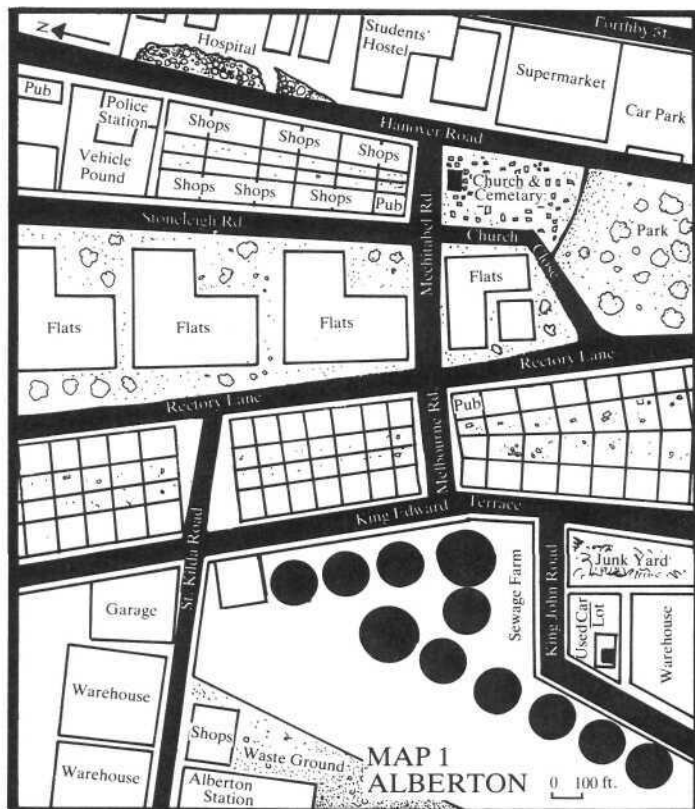 N
Hospital
Students'
Hostel
Forthby St.
Supermarket
Car Park
Pub
Police
Station
Vehicle
Pound
Shops
Shops
Shops
Shops
Shops
Shops
Pub
Hanover Road
Church &
Cemetary
Park
Stoneleigh Rd.
Mechitabel Rd
Church Close
Flats
Flats
Flats
Flats
Rectory Lane
Rectory Lane
Pub
Melbourne Rd
King Edward Terrace
St. Kilda Road
Garage
Warehouse
Warehouse
Shops
Waste Ground
Alberton
Station
Sewage Farm
King John Road
Junk Yard
Used Car
Lot
Warehouse
MAP 1
ALBERTON
0 100 ft.